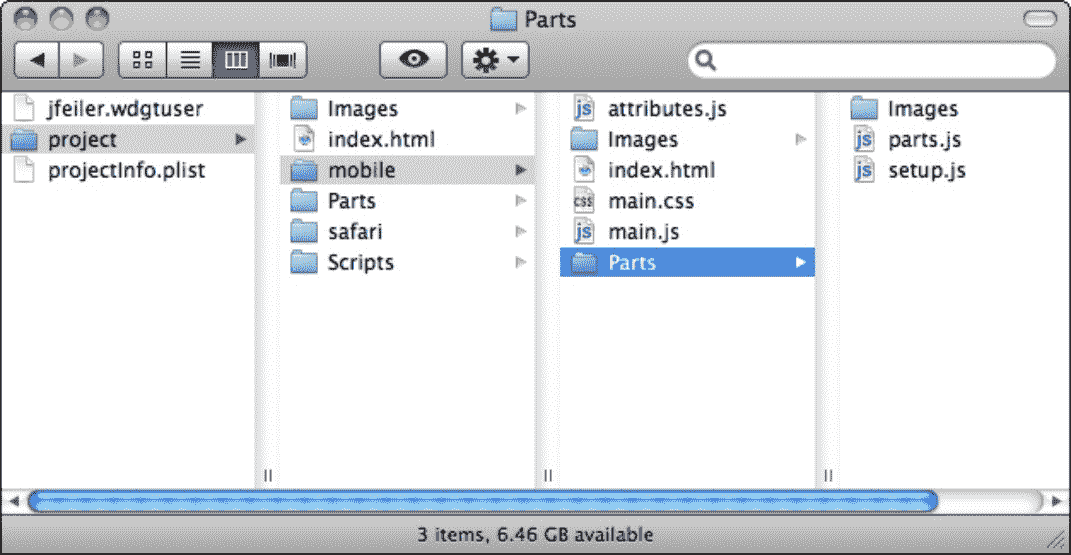 Parts
jfeiler.wdgtuser
project
projectInfo.plist
Images
index.html
mobile
Parts
safari
Scripts
attributes.js
Images
index.html
main.css
main.js
Parts
Images
parts.js
setup.js
3 items, 6.46 GB available